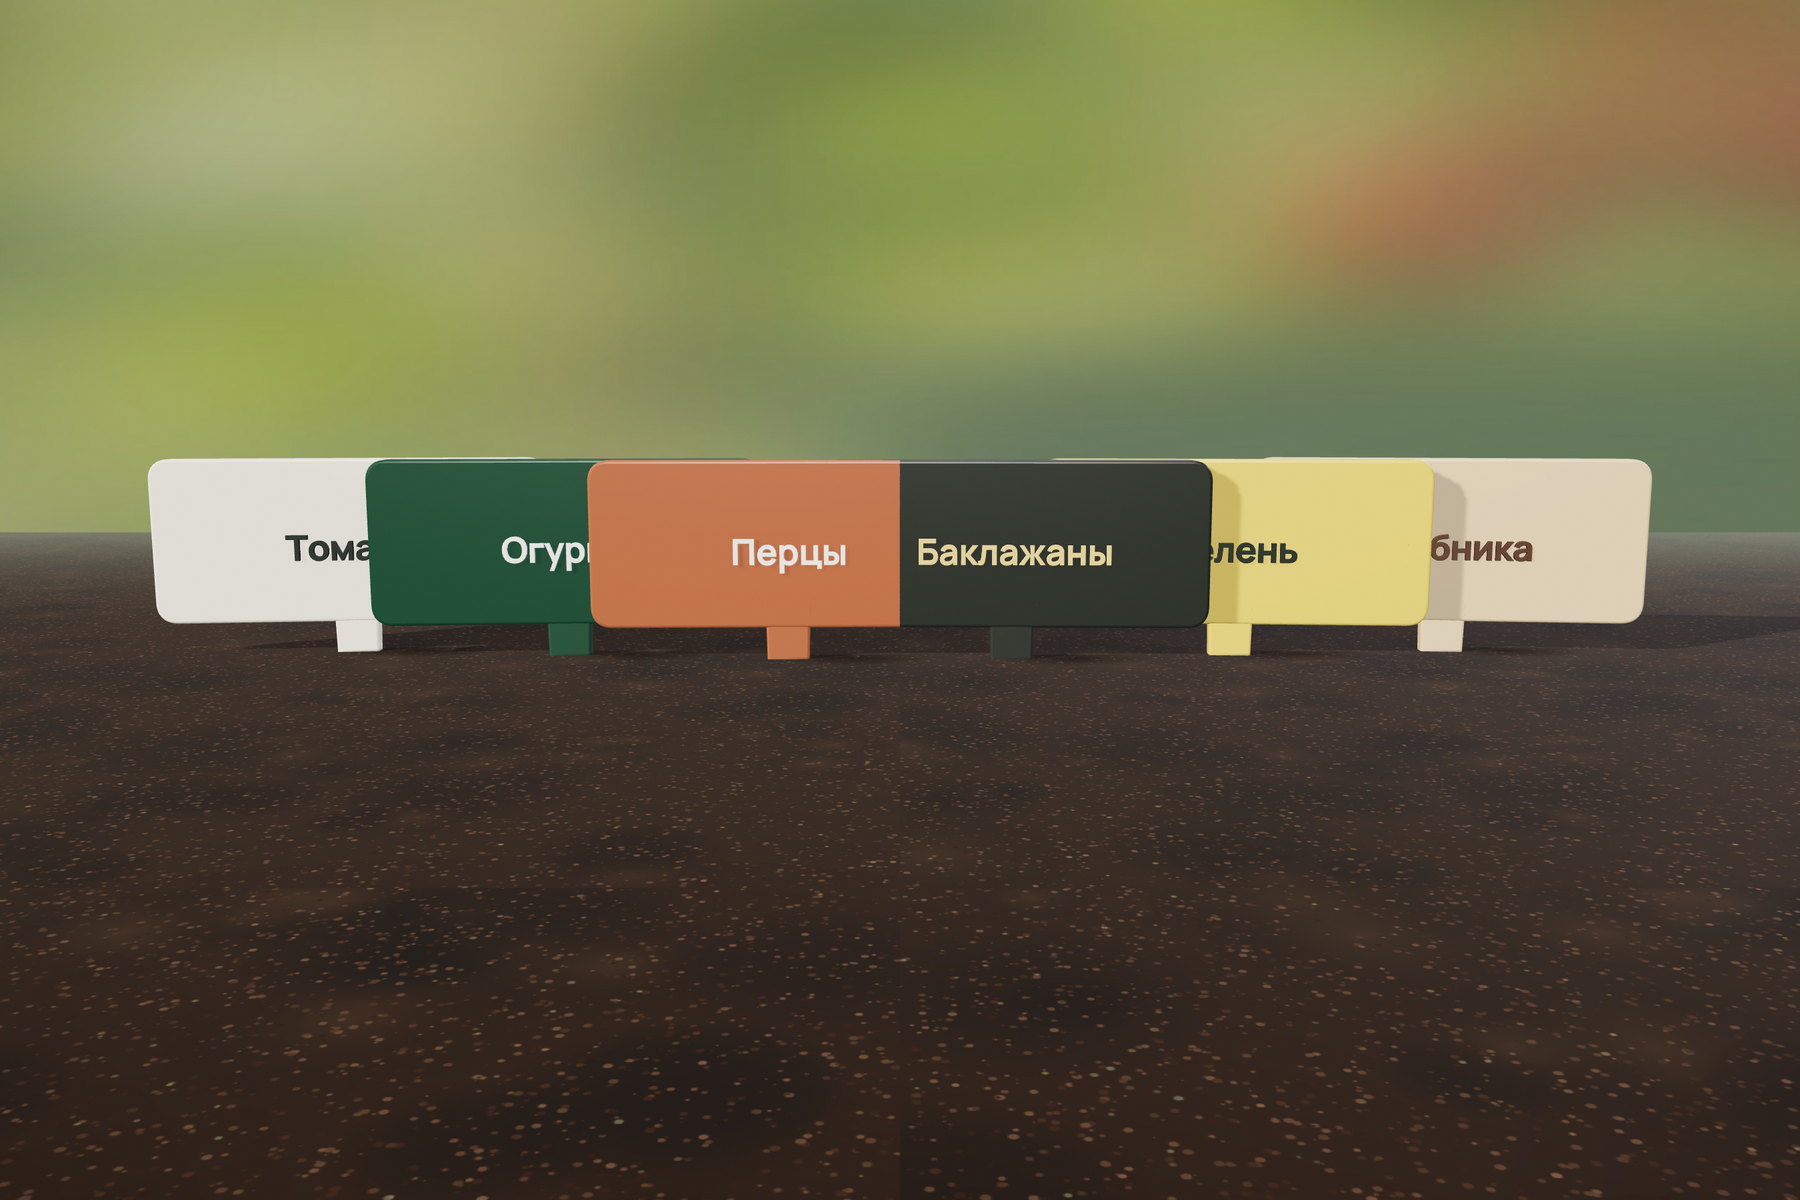 Тома
Огур
Перцы
Баклажаны
елень
бника